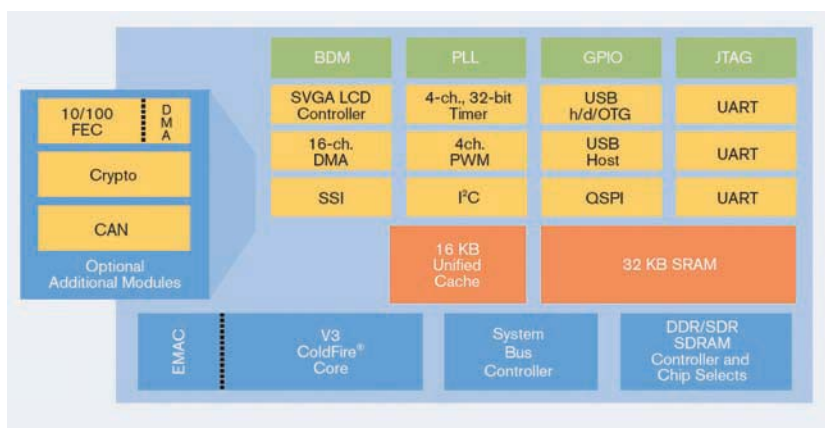 BDM
PLL
GPIO
JTAG
10/100
FEC
DMA
SVGA LCD
Controller
4-ch., 32-bit
Timer
USB
h/d/OTG
UART
16-ch.
DMA
4ch.
PWM
USB
Host
UART
Crypto
SSI
I²C
QSPI
UART
CAN
Optional
Additional Modules
16 KB
Unified
Cache
32 KB SRAM
EMAC
V3
ColdFire®
Core
System
Bus
Controller
DDR/SDR
SDRAM
Controller and
Chip Selects